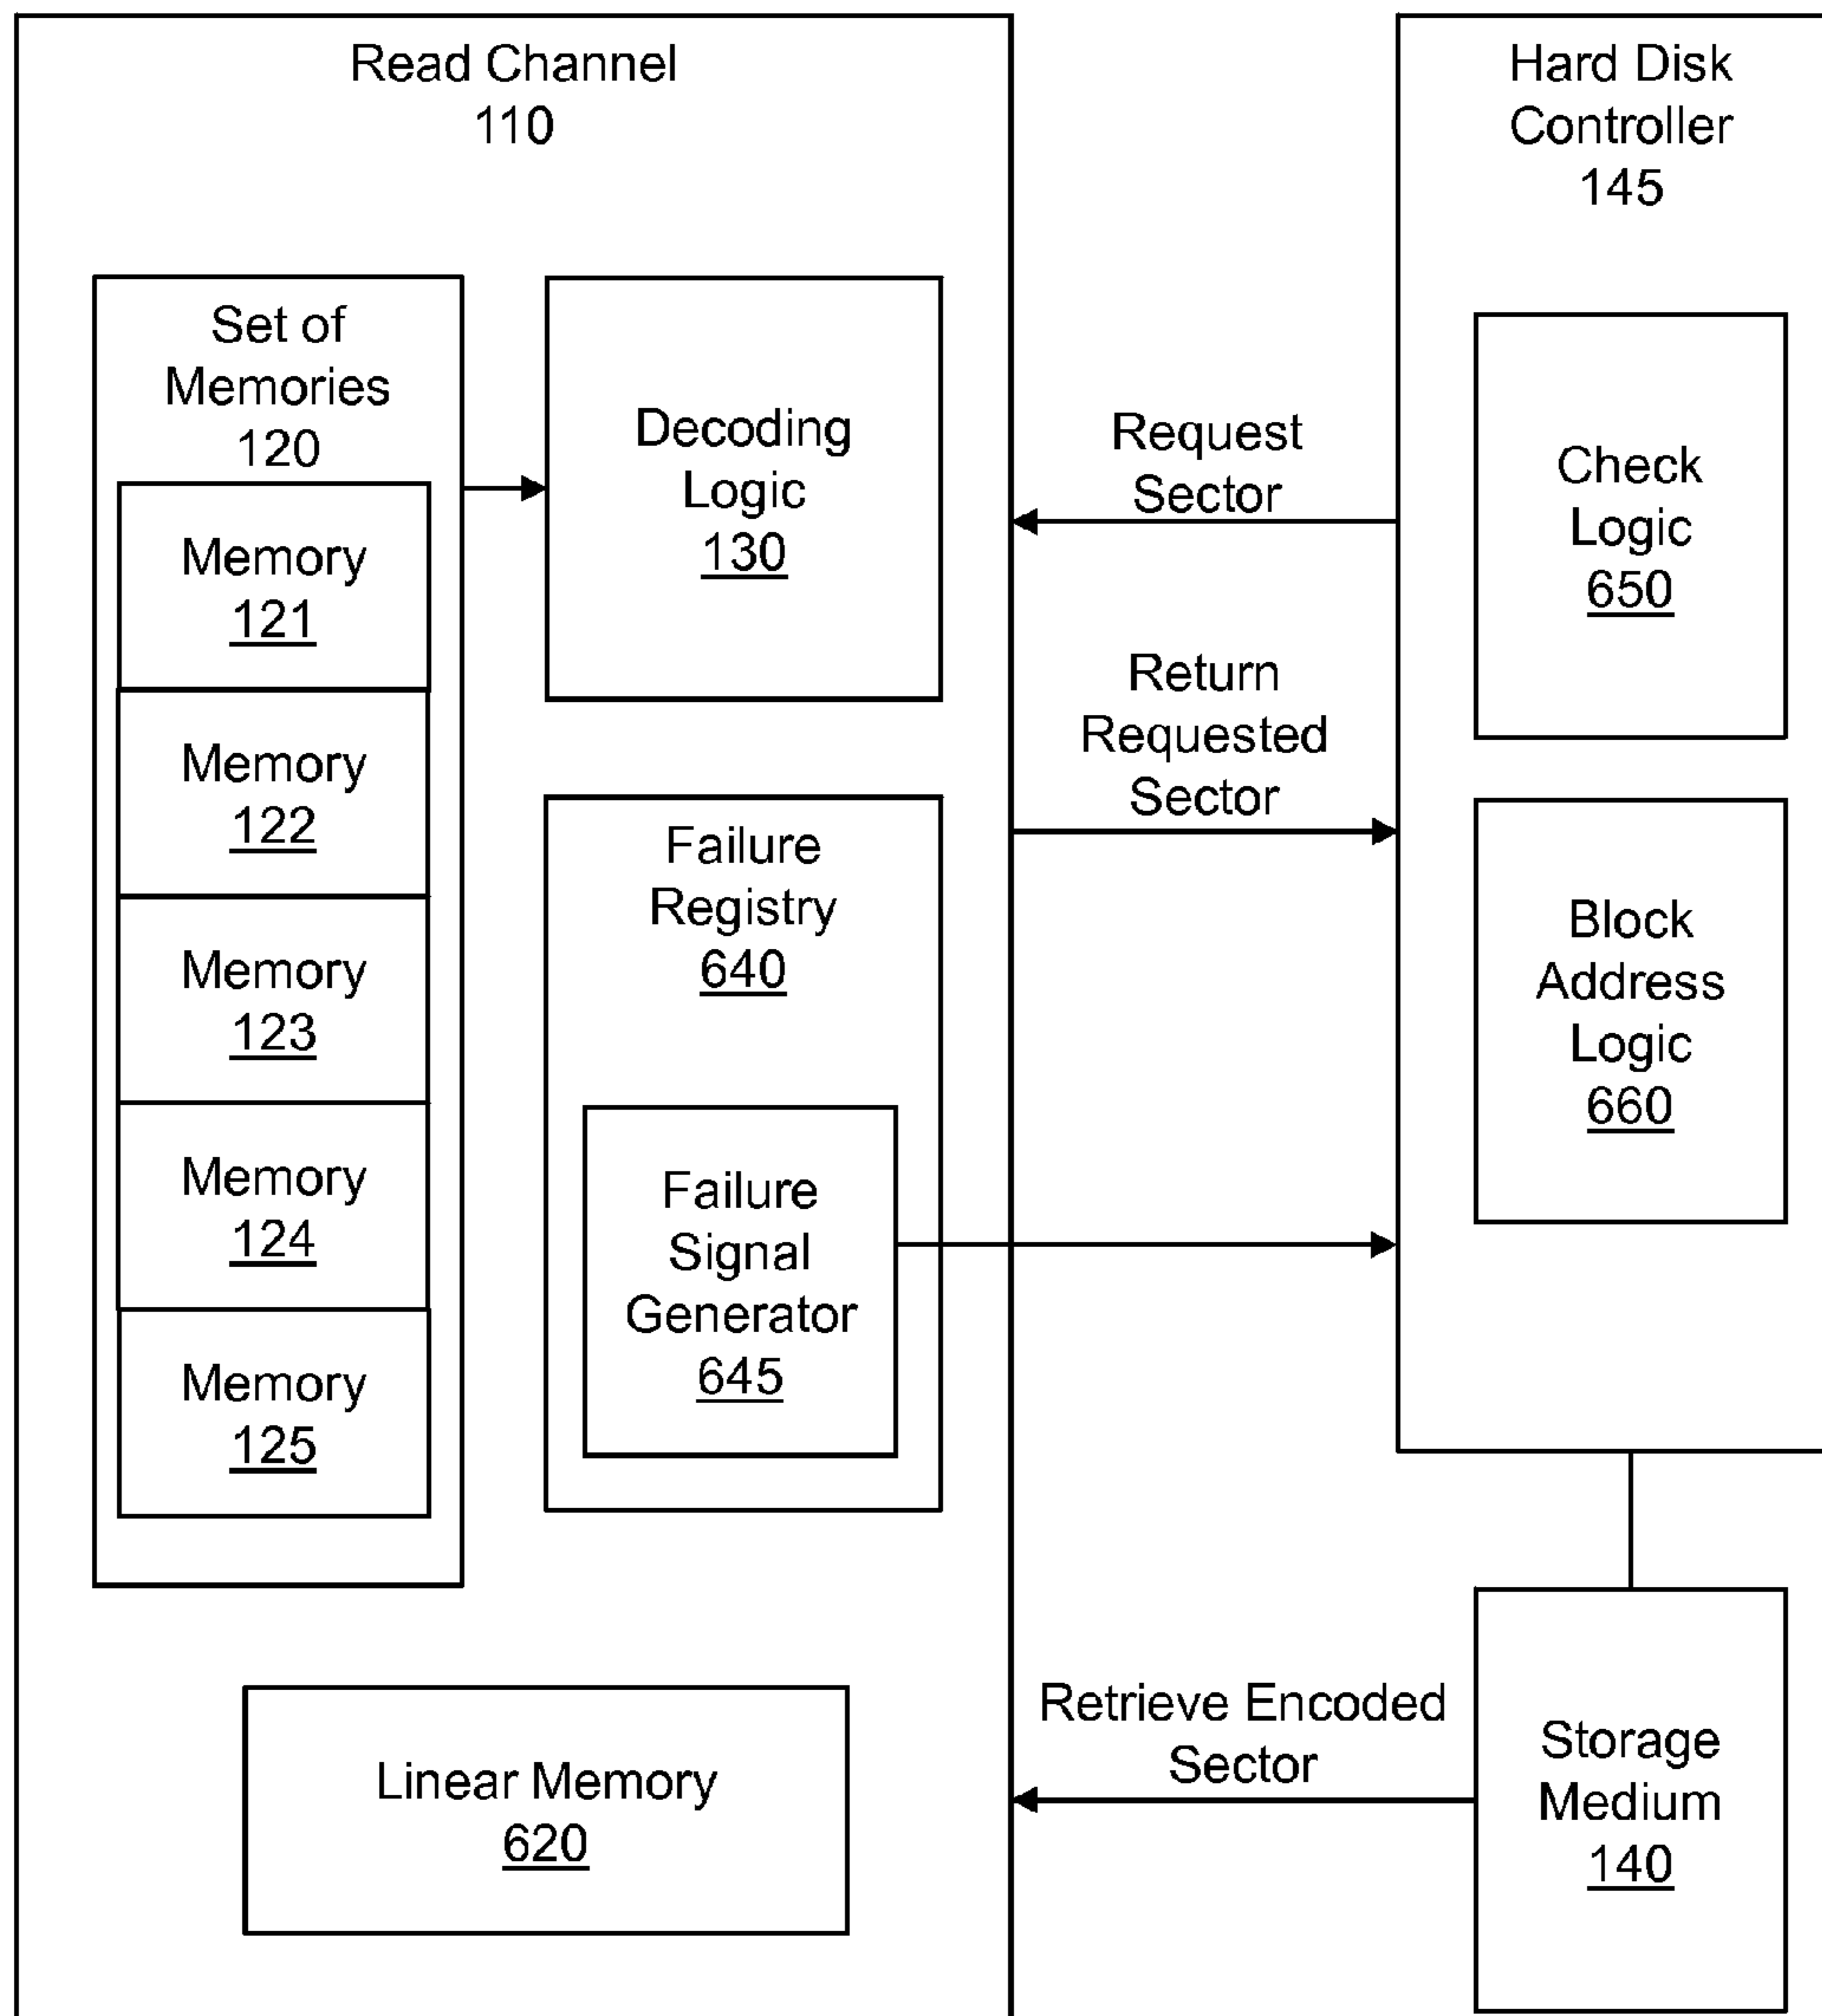 Read Channel
110
Set of
Memories
120
Memory
121
Memory
122
Memory
123
Memory
124
Memory
125
Decoding
Logic
130
Failure
Registry
640
Failure
Signal
Generator
645
Linear Memory
620
Request
Sector
Return
Requested
Sector
Retrieve Encoded
Sector
Hard Disk
Controller
145
Check
Logic
650
Block
Address
Logic
660
Storage
Medium
140